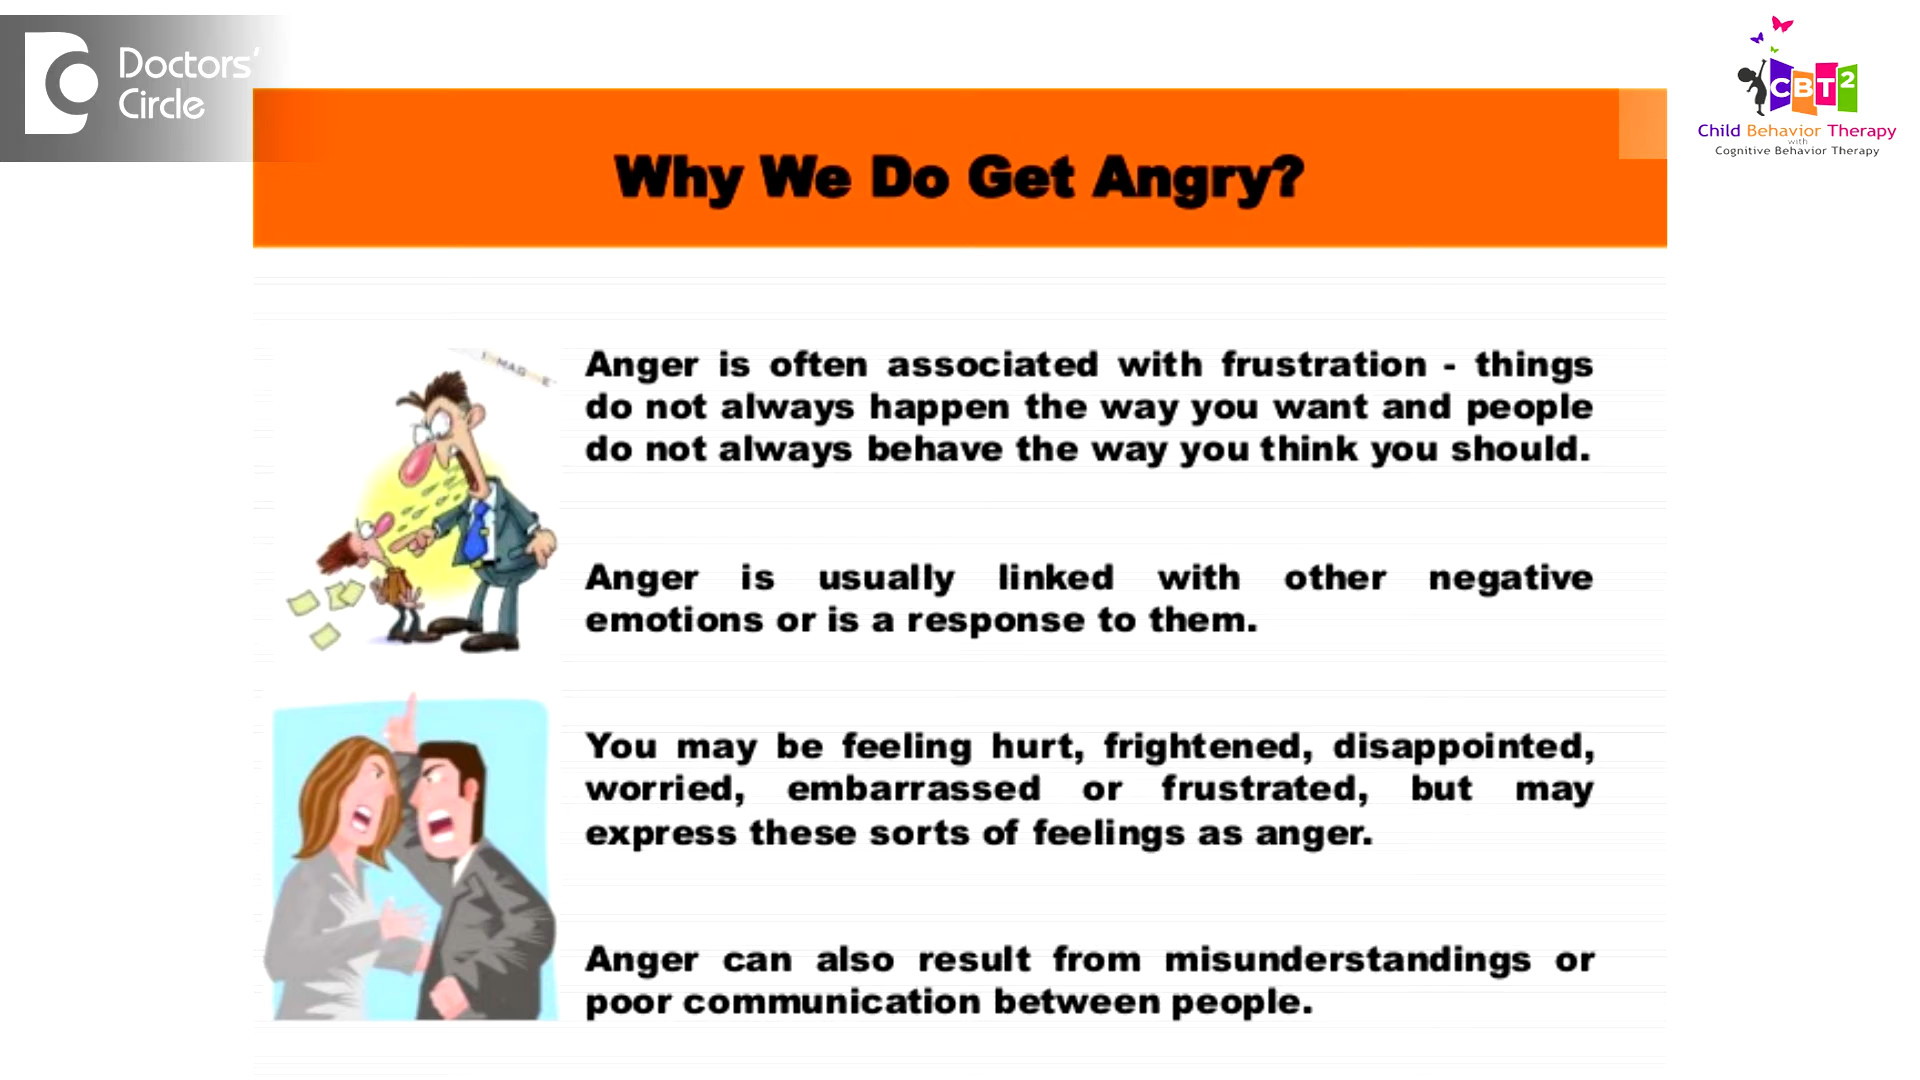 Doctors'
Circle
CBT2
Child Behavior Therapy
with
Cognitive Behavior Therapy
Why We Do Get Angry?
Anger is often associated with frustration - things
do not always happen the way you want and people
do not always behave the way you think you should.
Anger is usually linked with other negative
emotions or is a response to them.
You may be feeling hurt, frightened, disappointed,
worried, embarrassed or frustrated, but may
express these sorts of feelings as anger.
Anger can also result from misunderstandings or
poor communication between people.